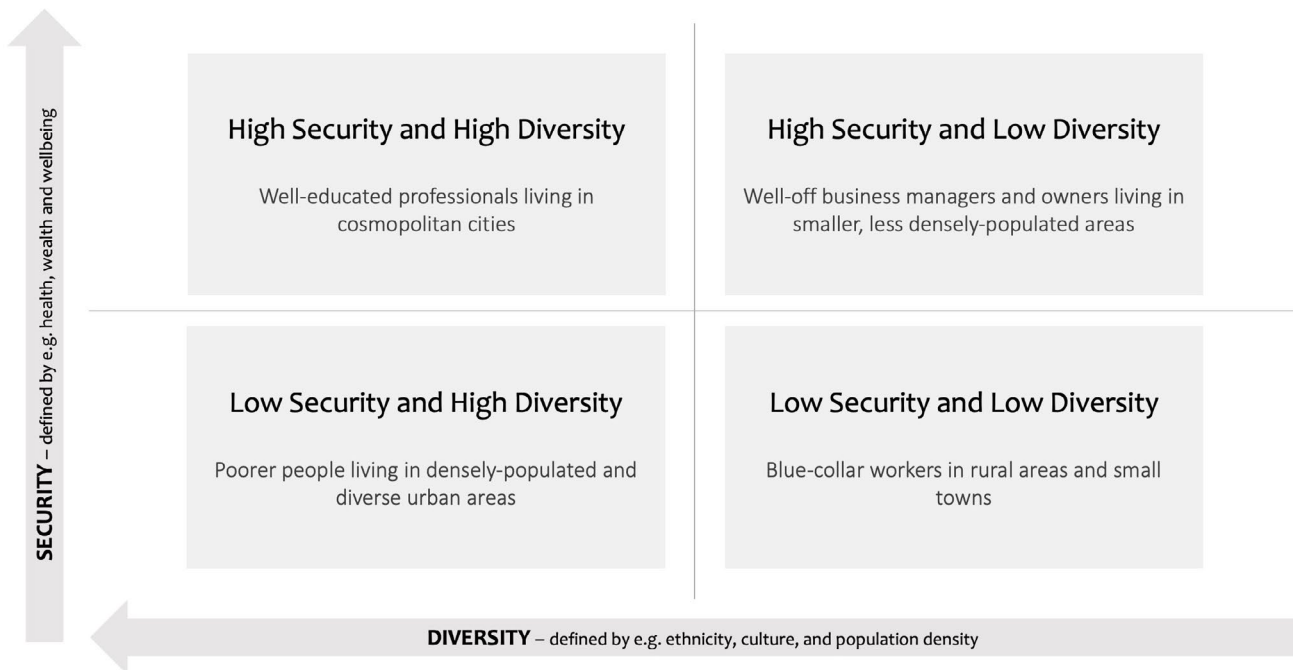 High Security and High Diversity
Well-educated professionals living in
cosmopolitan cities
High Security and Low Diversity
Well-off business managers and owners living in
smaller, less densely-populated areas
Low Security and High Diversity
Poorer people living in densely-populated and
diverse urban areas
Low Security and Low Diversity
Blue-collar workers in rural areas and small
towns
SECURITY – defined by e.g. health, wealth and wellbeing
DIVERSITY – defined by e.g. ethnicity, culture, and population density